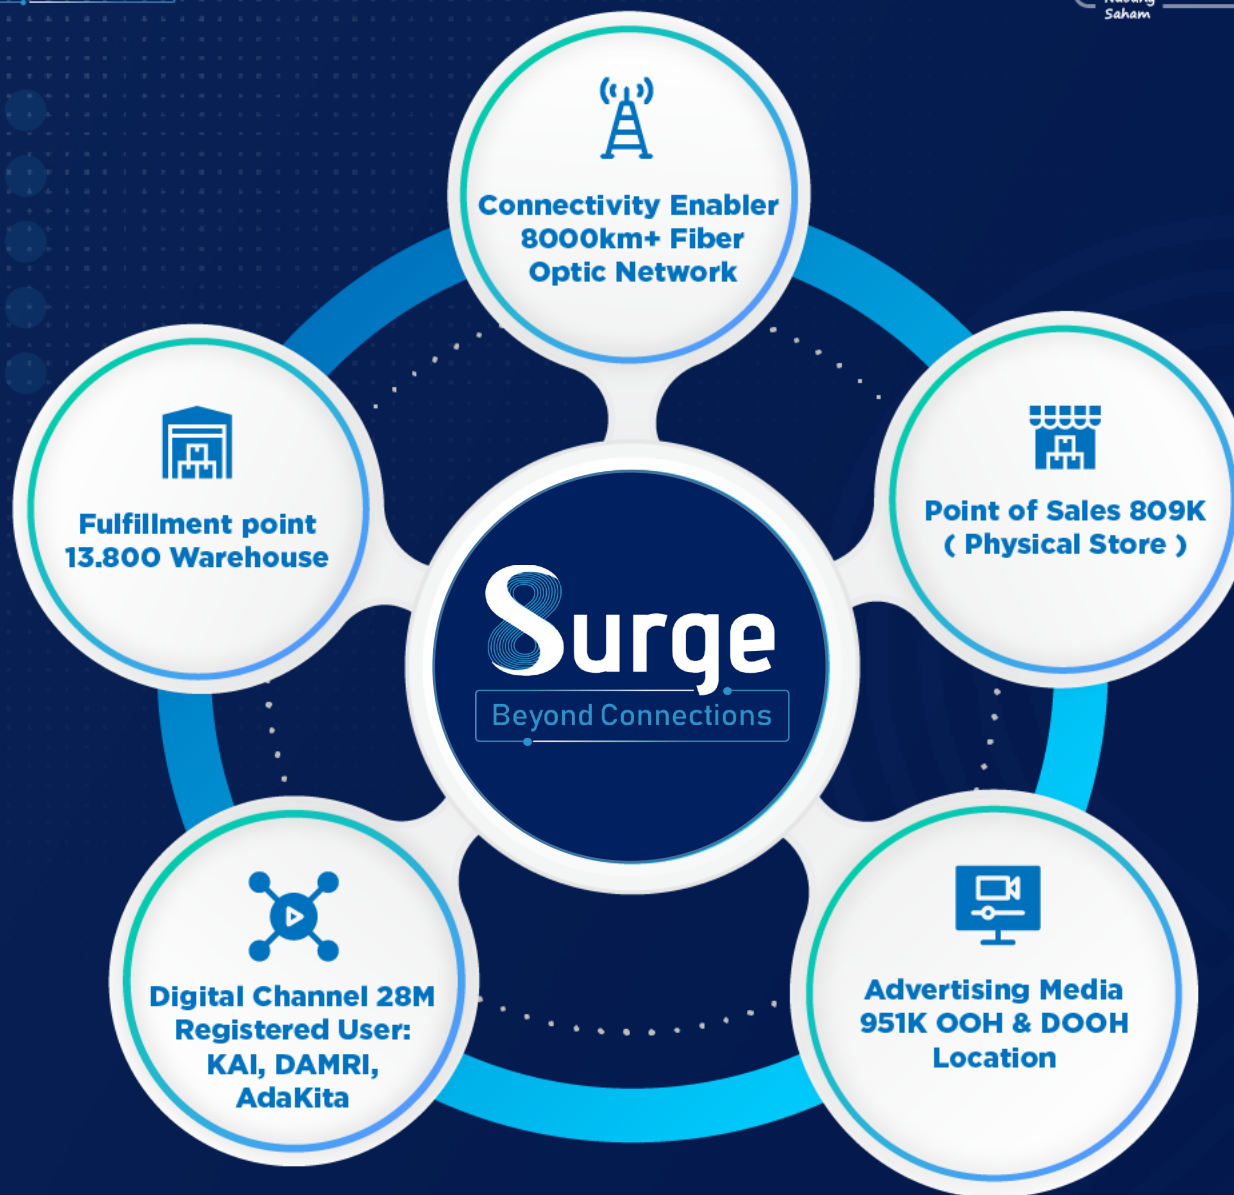 Saham
Connectivity Enabler
8000km+ Fiber
Optic Network
Fulfillment point
13.800 Warehouse
Point of Sales 809K
( Physical Store )
Surge
Beyond Connections
Digital Channel 28M
Registered User:
KAI, DAMRI,
AdaKita
Advertising Media
951K OOH & DOOH
Location